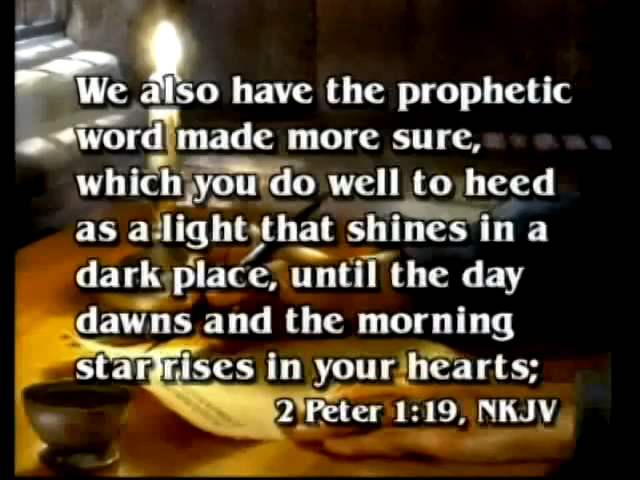 We also have the prophetic
word made more sure,
which you do well to heed
as a light that shines in a
dark place, until the day
dawns and the morning
star rises in your hearts;
2 Peter 1:19, NKJV